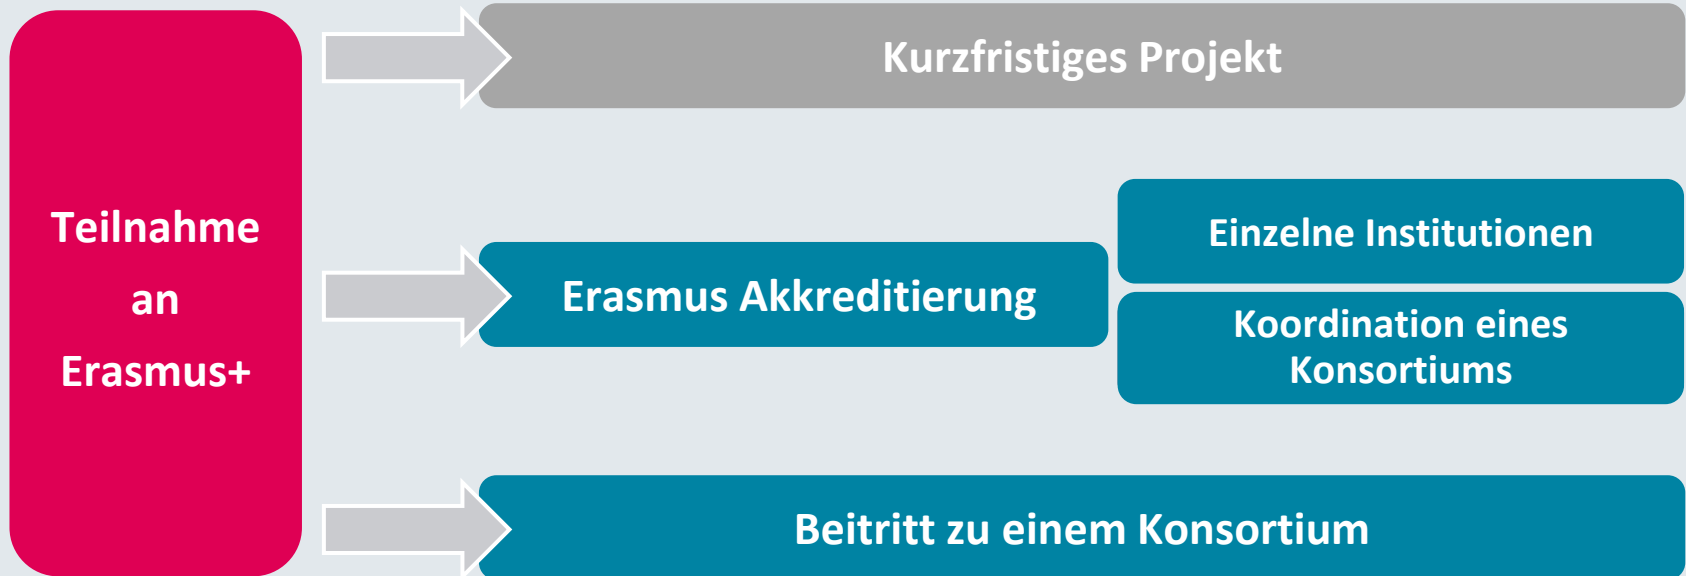 Teilnahme
an
Erasmus+
Kurzfristiges Projekt
Erasmus Akkreditierung
Einzelne Institutionen
Koordination eines
Konsortiums
Beitritt zu einem Konsortium